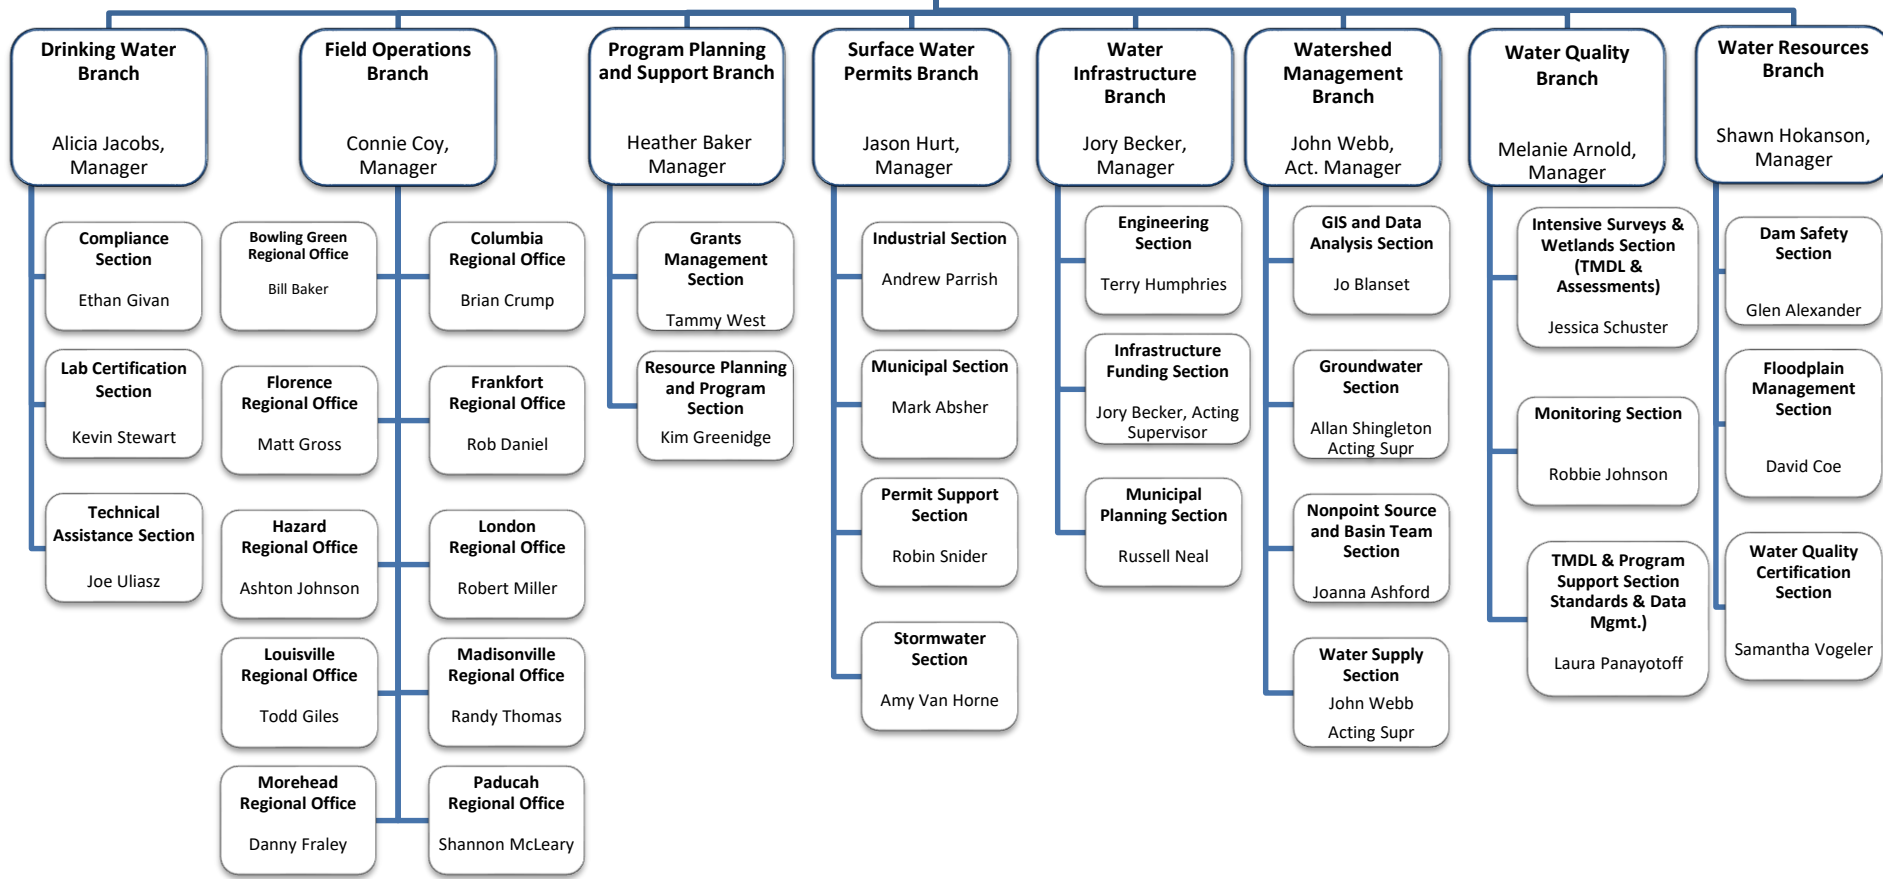 Drinking Water
Branch
Alicia Jacobs,
Manager
Compliance
Section
Ethan Givan
Lab Certification
Section
Kevin Stewart
Technical
Assistance Section
Joe Uliasz
Field Operations
Branch
Connie Coy,
Manager
Bowling Green
Regional Office
Bill Baker
Columbia
Regional Office
Brian Crump
Florence
Regional Office
Matt Gross
Frankfort
Regional Office
Rob Daniel
Hazard
Regional Office
Ashton Johnson
London
Regional Office
Robert Miller
Louisville
Regional Office
Todd Giles
Madisonville
Regional Office
Randy Thomas
Morehead
Regional Office
Danny Fraley
Paducah
Regional Office
Shannon McLeary
Program Planning
and Support Branch
Heather Baker
Manager
Grants
Management
Section
Tammy West
Resource Planning
and Program
Section
Kim Greenidge
Surface Water
Permits Branch
Jason Hurt,
Manager
Industrial Section
Andrew Parrish
Municipal Section
Mark Absher
Permit Support
Section
Robin Snider
Stormwater
Section
Amy Van Horne
Water
Infrastructure
Branch
Jory Becker,
Manager
Engineering
Section
Terry Humphries
Infrastructure
Funding Section
Jory Becker, Acting
Supervisor
Municipal
Planning Section
Russell Neal
Watershed
Management
Branch
John Webb,
Act. Manager
GIS and Data
Analysis Section
Jo Blanset
Groundwater
Section
Allan Shingleton
Acting Supr
Nonpoint Source
and Basin Team
Section
Joanna Ashford
Water Supply
Section
John Webb
Acting Supr
Water Quality
Branch
Melanie Arnold,
Manager
Intensive Surveys &
Wetlands Section
(TMDL &
Assessments)
Jessica Schuster
Monitoring Section
Robbie Johnson
TMDL & Program
Support Section
Standards & Data
Mgmt.)
Laura Panayotoff
Water Resources
Branch
Shawn Hokanson,
Manager
Dam Safety
Section
Glen Alexander
Floodplain
Management
Section
David Coe
Water Quality
Certification
Section
Samantha Vogeler